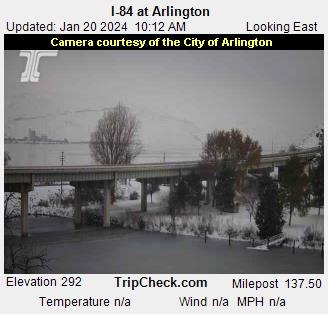 I-84 at Arlington
Updated: Jan 20 2024 10:12 AM Looking East
Camera courtesy of the City of Arlington
Elevation 292 TripCheck.com Milepost 137.50
Temperature n/a Wind n/a MPH n/a